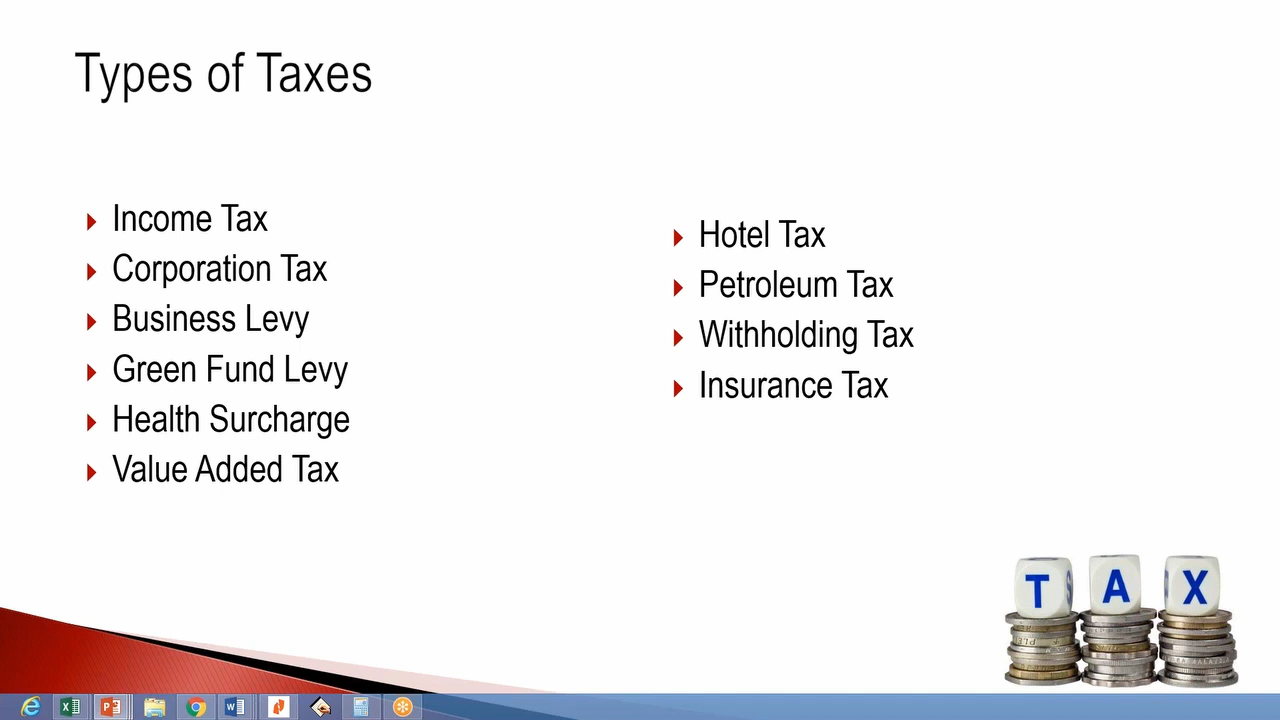 Types of Taxes
Income Tax
Corporation Tax
Business Levy
Green Fund Levy
Health Surcharge
Value Added Tax
Hotel Tax
Petroleum Tax
Withholding Tax
Insurance Tax
T A X